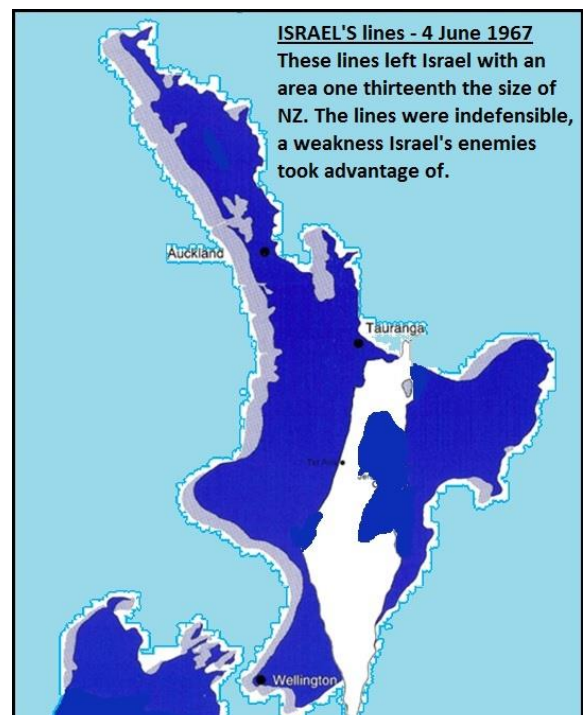 ISRAEL'S lines - 4 June 1967
These lines left Israel with an
area one thirteenth the size of
NZ. The lines were indefensible,
a weakness Israel's enemies
took advantage of.
Auckland
Tauranga
Wellington